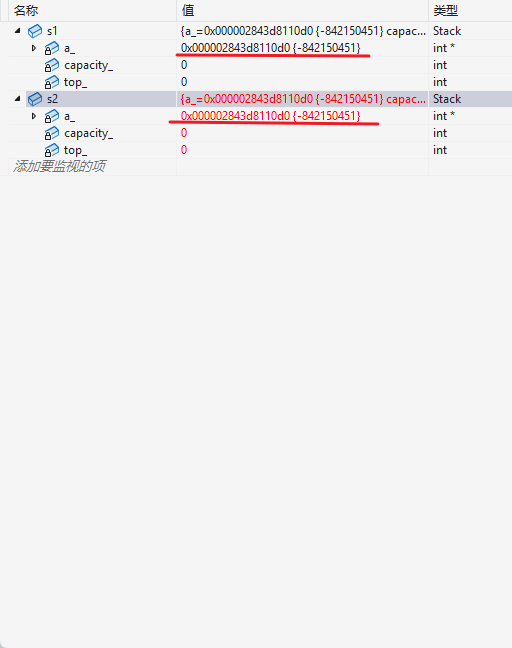 名称 值 类型
s1 {a_=0x000002843d8110d0 {-842150451} capac... Stack
a_ 0x000002843d8110d0 {-842150451} int *
capacity_ 0 int
top_ 0 int
s2 {a_=0x000002843d8110d0 {-842150451} capac... Stack
a_ 0x000002843d8110d0 {-842150451} int *
capacity_ 0 int
top_ 0 int
添加要监视的项